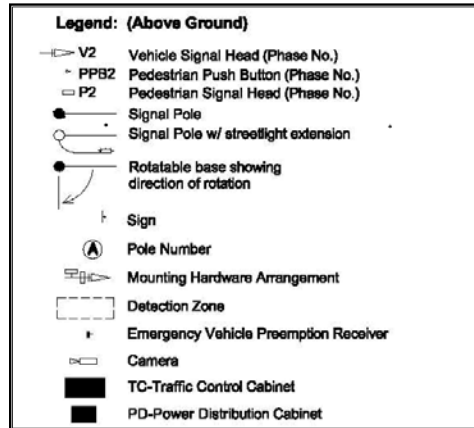 Legend: (Above Ground)
V2 Vehicle Signal Head (Phase No.)
PPB2 Pedestrian Push Button (Phase No.)
P2 Pedestrian Signal Head (Phase No.)
Signal Pole
Signal Pole w/ streetlight extension
Rotatable base showing
direction of rotation
Sign
A Pole Number
Mounting Hardware Arrangement
Detection Zone
Emergency Vehicle Preemption Receiver
Camera
TC-Traffic Control Cabinet
PD-Power Distribution Cabinet